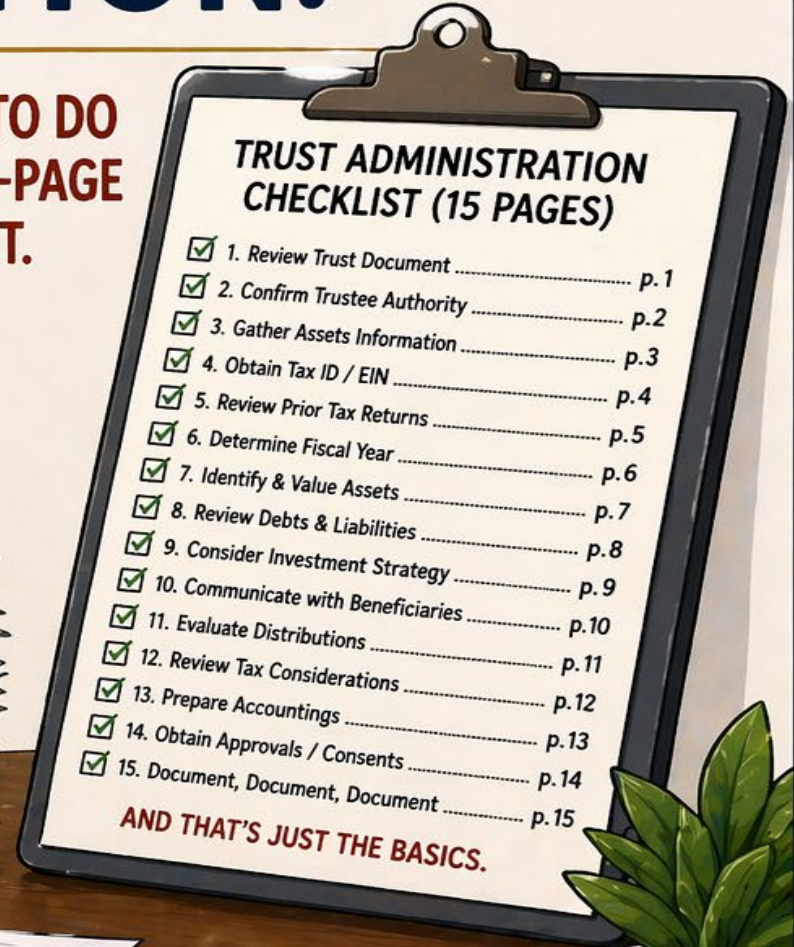 TION.
TO DO
-PAGE
T.
TRUST ADMINISTRATION
CHECKLIST (15 PAGES)
1. Review Trust Document ........ p.1
2. Confirm Trustee Authority ........ p.2
3. Gather Assets Information ........ p.3
4. Obtain Tax ID / EIN ........ p.4
5. Review Prior Tax Returns ........ p.5
6. Determine Fiscal Year ........ p.6
7. Identify & Value Assets ........ p.7
8. Review Debts & Liabilities ........ p.8
9. Consider Investment Strategy ........ p.9
10. Communicate with Beneficiaries ........ p.10
11. Evaluate Distributions ........ p.11
12. Review Tax Considerations ........ p.12
13. Prepare Accountings ........ p.13
14. Obtain Approvals / Consents ........ p.14
15. Document, Document, Document ........ p.15
AND THAT'S JUST THE BASICS.